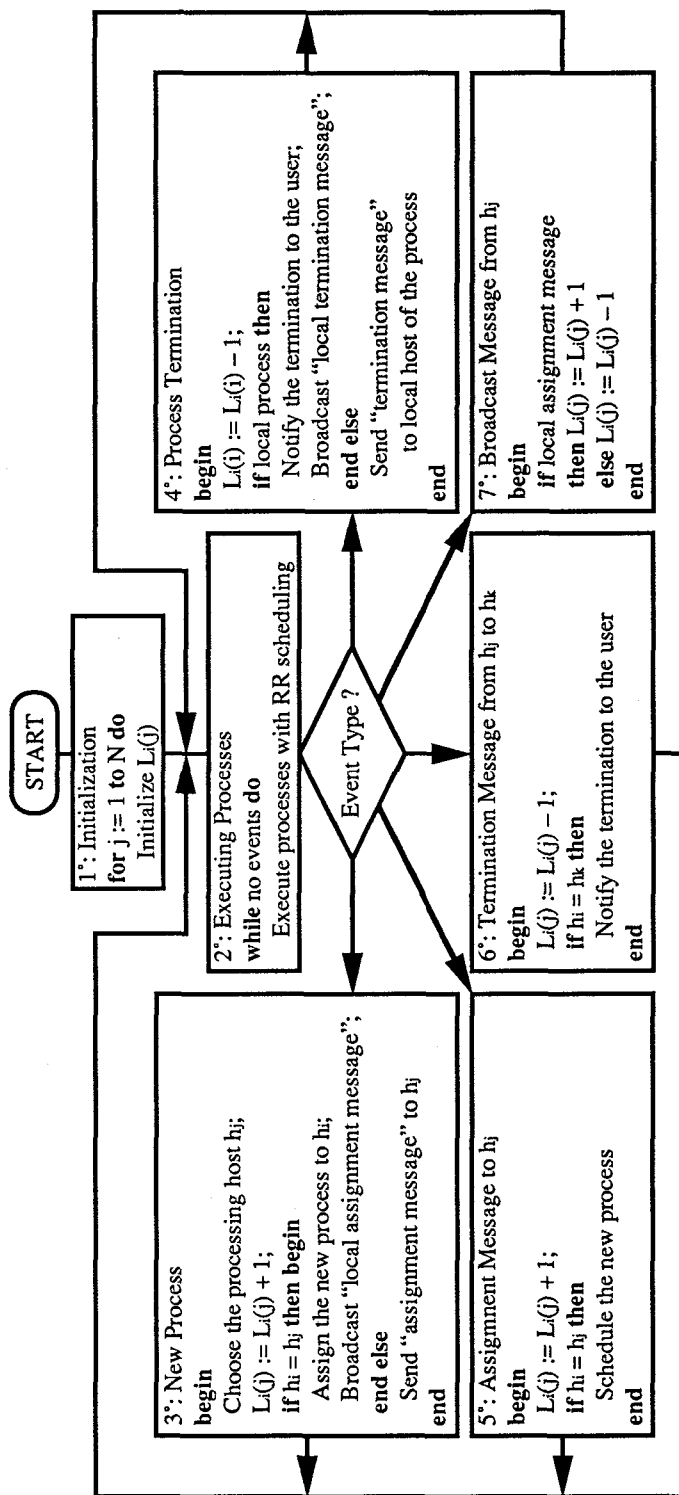 START
1°: Initialization
for j := 1 to N do
Initialize Li(j)
2°: Executing Processes
while no events do
Execute processes with RR scheduling
Event Type ?
3°: New Process
begin
Choose the processing host hj;
Li(j) := Li(j) + 1;
if hi = hj then begin
Assign the new process to hi;
Broadcast “local assignment message”;
end else
Send “assignment message” to hj
end
4°: Process Termination
begin
Li(i) := Li(i) – 1;
if local process then
Notify the termination to the user;
Broadcast “local termination message”;
end else
Send “termination message”
to local host of the process
end
5°: Assignment Message to hj
begin
Li(j) := Li(j) + 1;
if hi = hj then
Schedule the new process
end
6°: Termination Message from hj to hk
begin
Li(j) := Li(j) – 1;
if hi = hk then
Notify the termination to the user
end
7°: Broadcast Message from hj
begin
if local assignment message
then Li(j) := Li(j) + 1
else Li(j) := Li(j) – 1
end